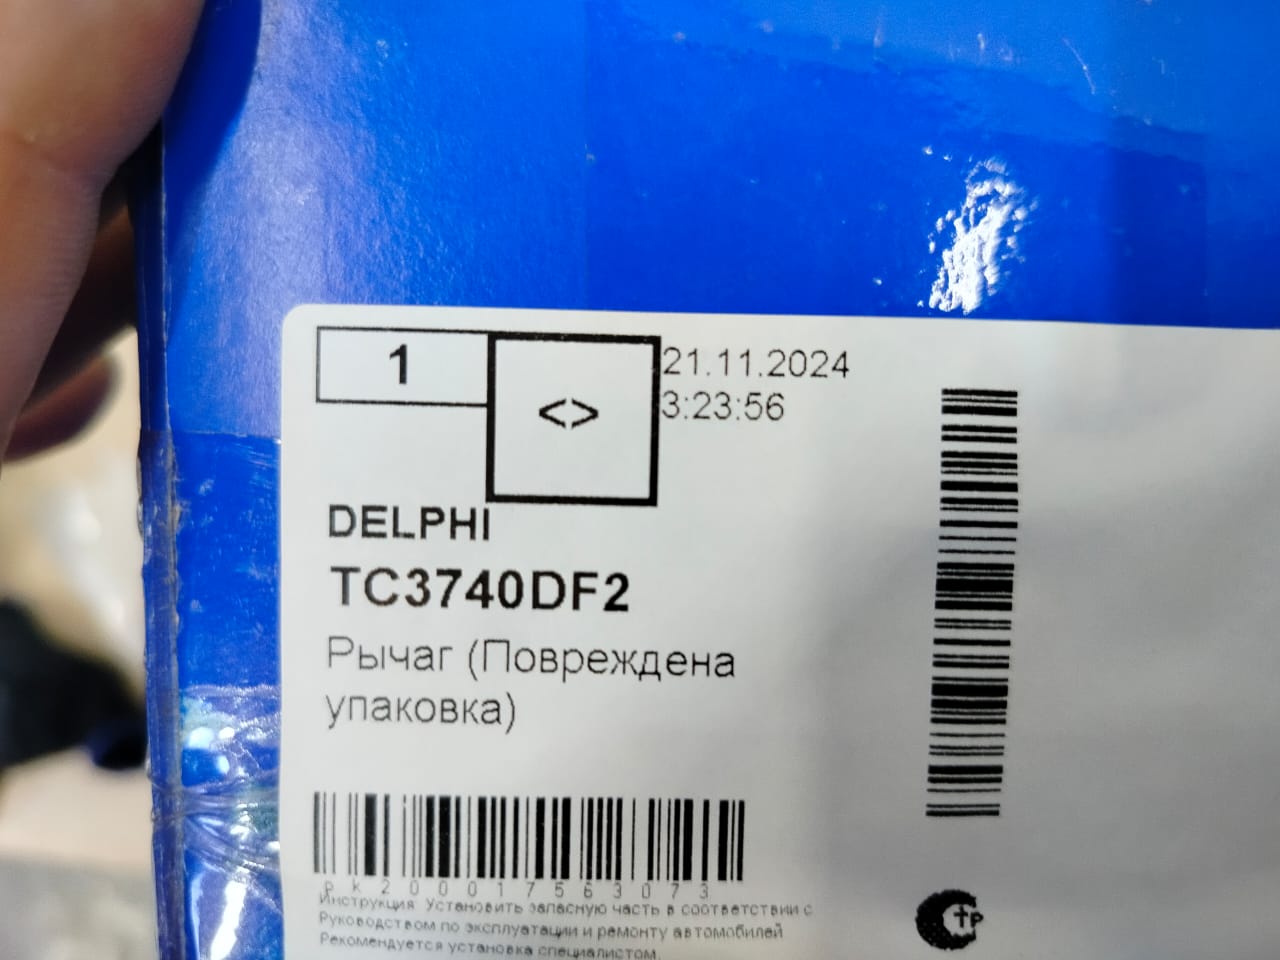 1
<>
21.11.2024
3:23:56
DELPHI
TC3740DF2
Рычаг (Повреждена
упаковка)
pk200017563073
Инструкция: Установить запасную часть в соответствии с
Руководством по эксплуатации и ремонту автомобилей
Рекомендуется установка специалистом.